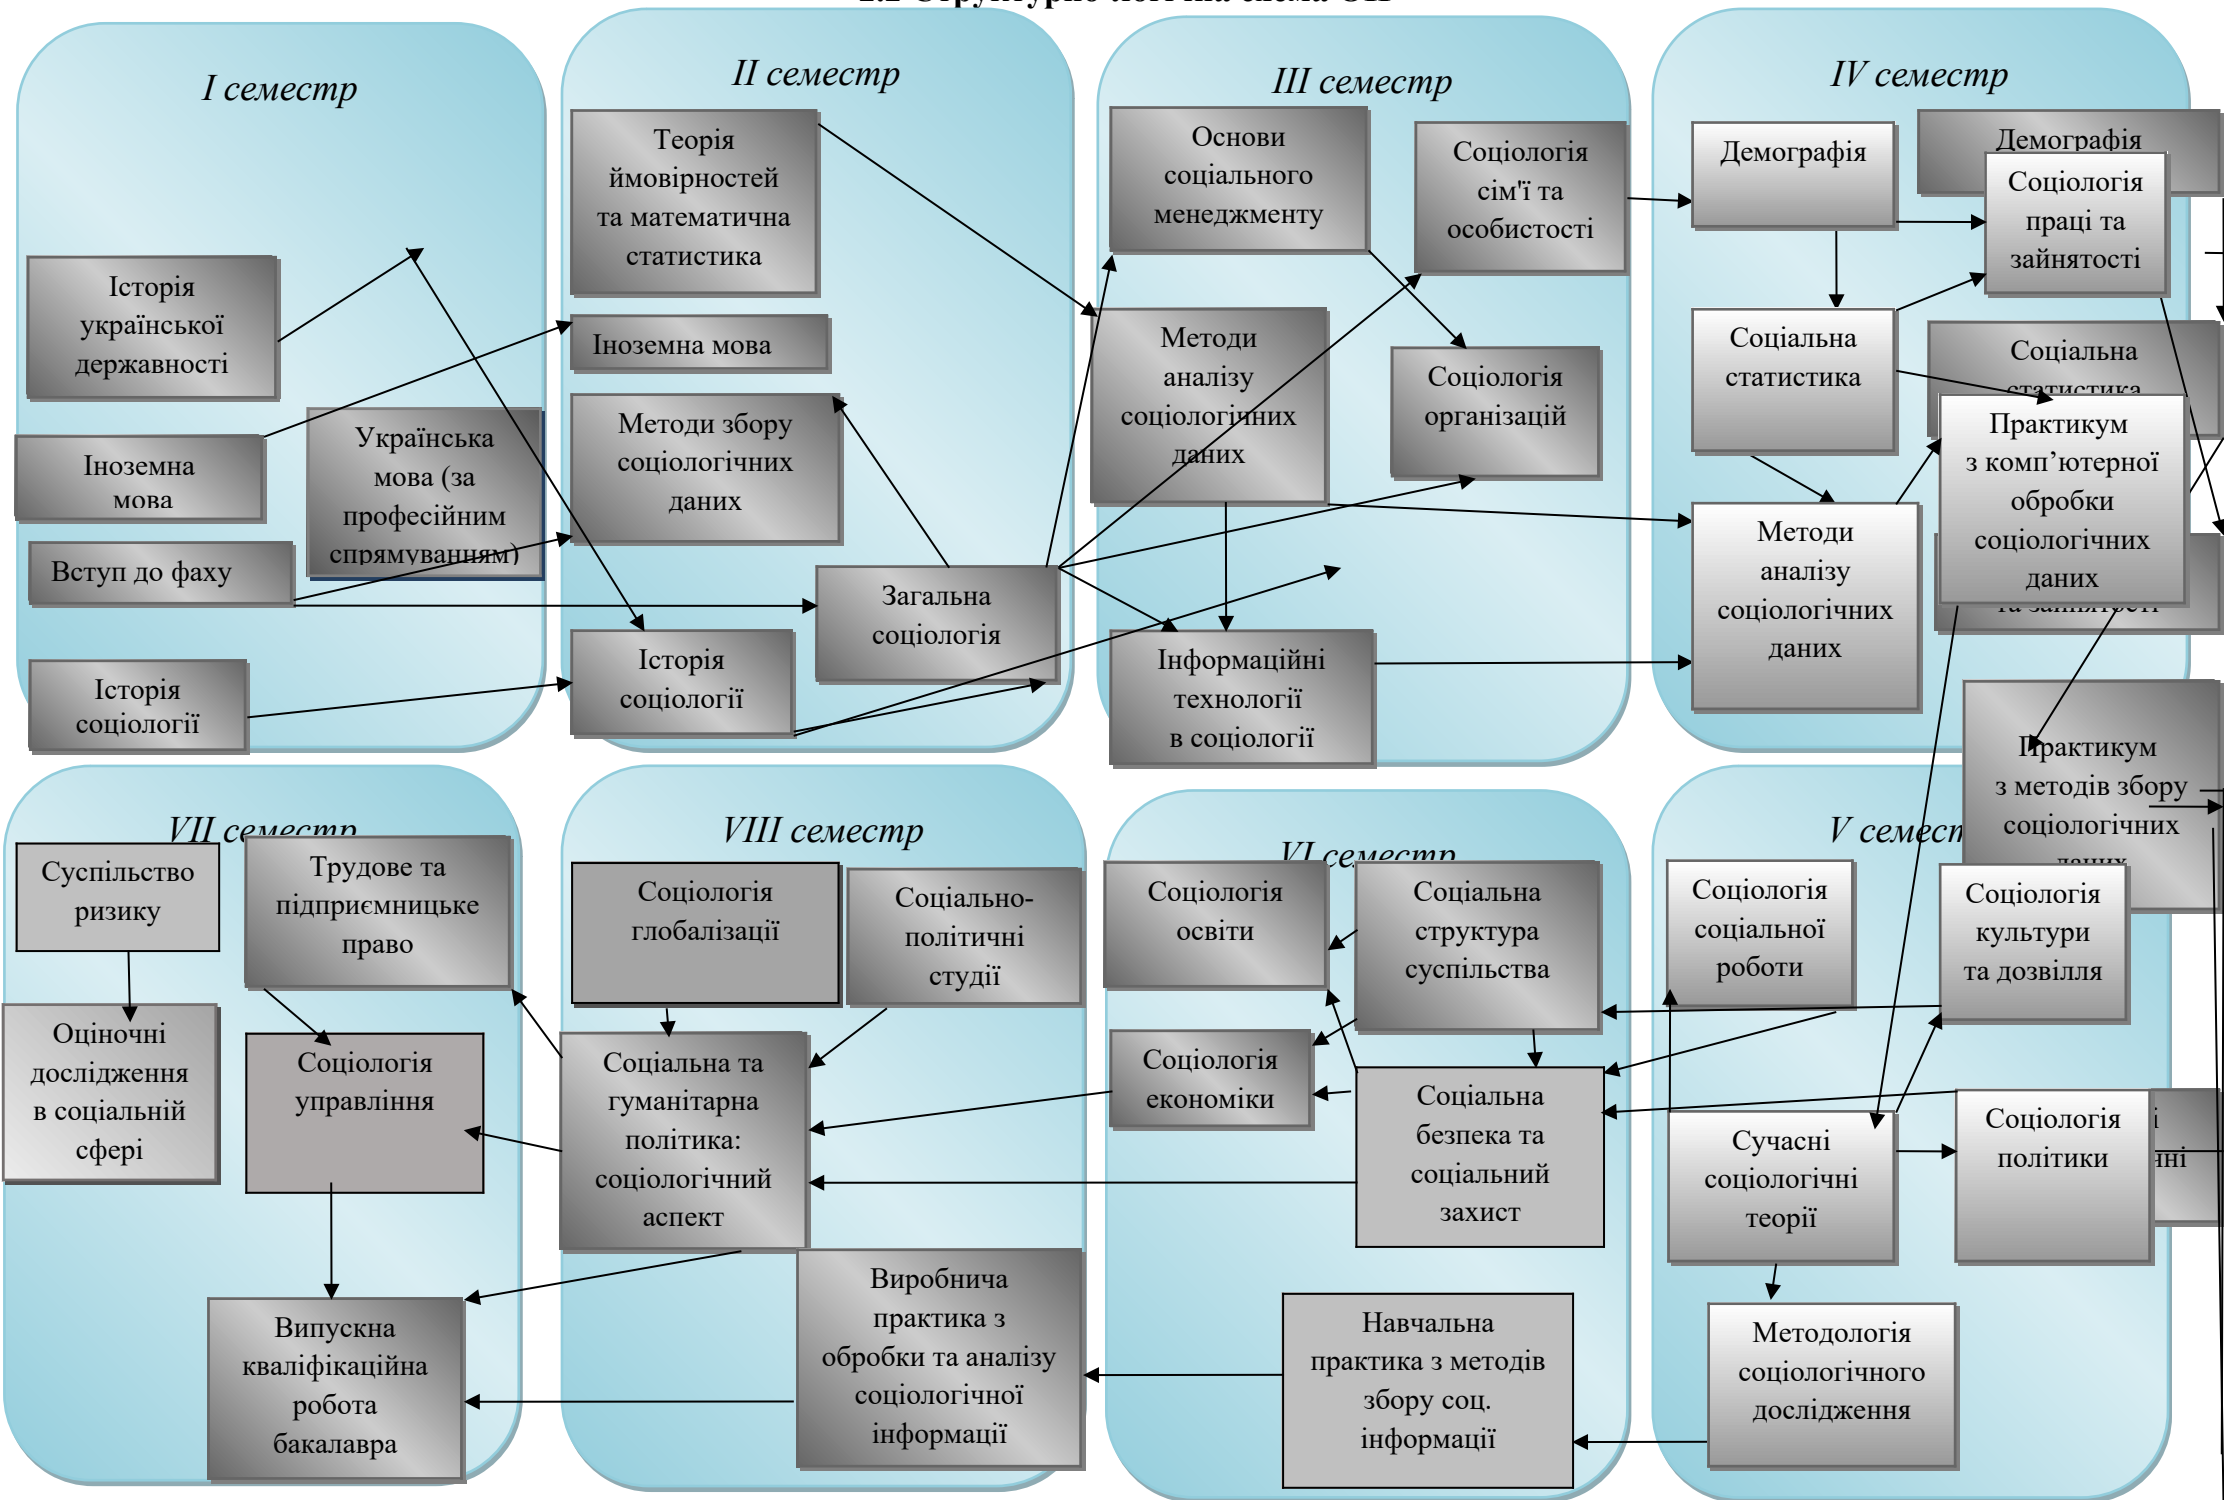 I семестр
Історія
української
державності
Іноземна
мова
Українська
мова (за
професійним
спрямуванням)
Вступ до фаху
Історія
соціології
II семестр
Теорія
ймовірностей
та математична
статистика
Іноземна мова
Методи збору
соціологічних
даних
Загальна
соціологія
Історія
соціології
III семестр
Основи
соціального
менеджменту
Соціологія
сім'ї та
особистості
Методи
аналізу
соціологічних
даних
Соціологія
організацій
Інформаційні
технології
в соціології
IV семестр
Демографія
Демографія
Соціологія
праці та
зайнятості
Соціальна
статистика
Соціальна
статистика
Практикум
з комп’ютерної
обробки
соціологічних
даних
Методи
аналізу
соціологічних
даних
та зайнятості
Практикум
з методів збору
соціологічних
даних
VII семестр
Суспільство
ризику
Трудове та
підприємницьке
право
Оціночні
дослідження
в соціальній
сфері
Соціологія
управління
Випускна
кваліфікаційна
робота
бакалавра
VIII семестр
Соціологія
глобалізації
Соціально-
політичні
студії
Соціальна та
гуманітарна
політика:
соціологічний
аспект
Виробнича
практика з
обробки та аналізу
соціологічної
інформації
VI семестр
Соціологія
освіти
Соціальна
структура
суспільства
Соціологія
економіки
Соціальна
безпека та
соціальний
захист
Навчальна
практика з методів
збору соц.
інформації
V семест
Соціологія
соціальної
роботи
Соціологія
культури
та дозвілля
Сучасні
соціологічні
теорії
Соціологія
політики
Методологія
соціологічного
дослідження